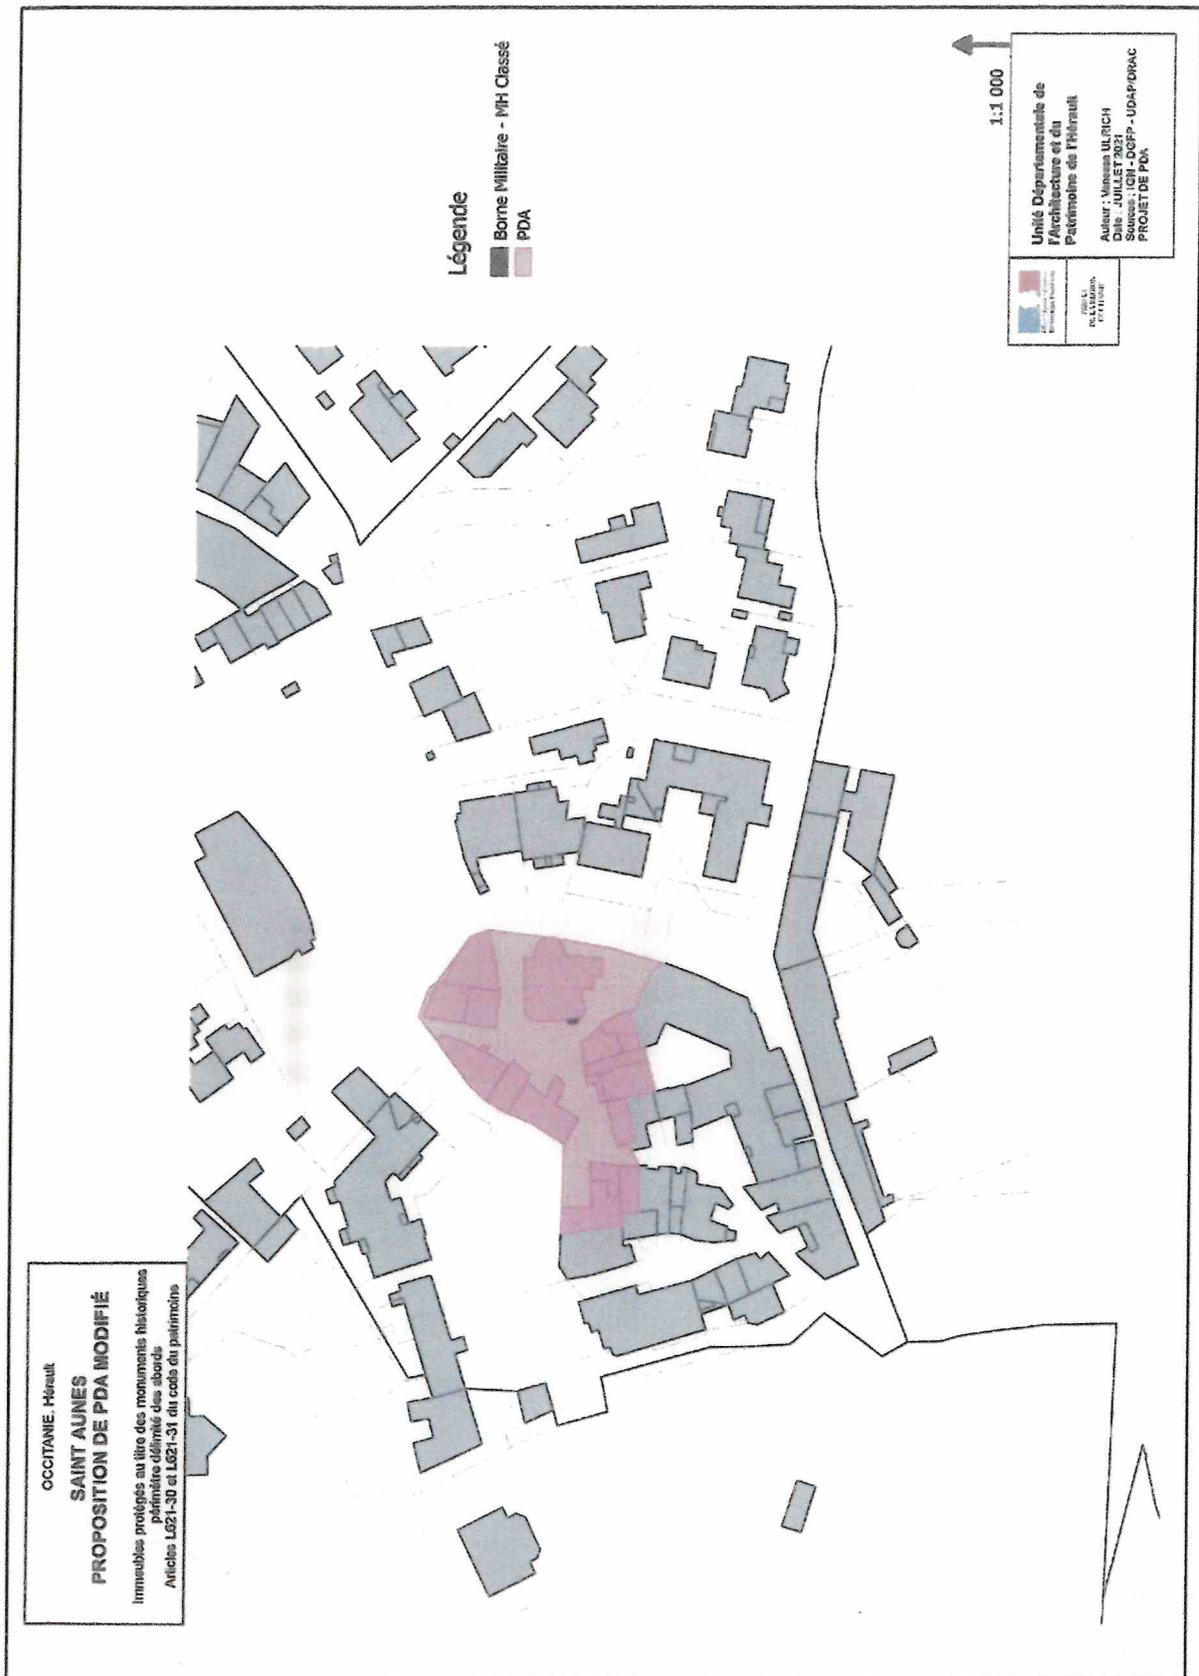 OCCITANIE, Hérault
SAINT AUNES
PROPOSITION DE PDA MODIFIÉ
Immeubles protégés au titre des monuments historiques
périmètre délimité des abords
Articles L621-30 et L621-31 du code du patrimoine
Légende
Borne Militaire - MH Classé
PDA
1:1 000
Unité Départementale de
l'Architecture et du
Patrimoine de l'Hérault
Auteur : Vanessa ULRICH
Date : JUILLET 2021
Sources : IGN - DGFP - UDAP/DRAC
PROJET DE PDA